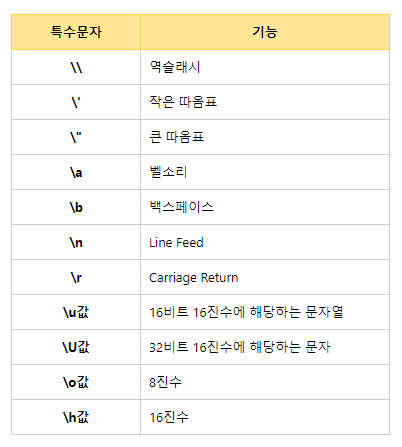 특수문자 기능
\\ 역슬래시
\' 작은 따옴표
\" 큰 따옴표
\a 벨소리
\b 백스페이스
\n Line Feed
\r Carriage Return
\u값 16비트 16진수에 해당하는 문자열
\U값 32비트 16진수에 해당하는 문자
\o값 8진수
\h값 16진수